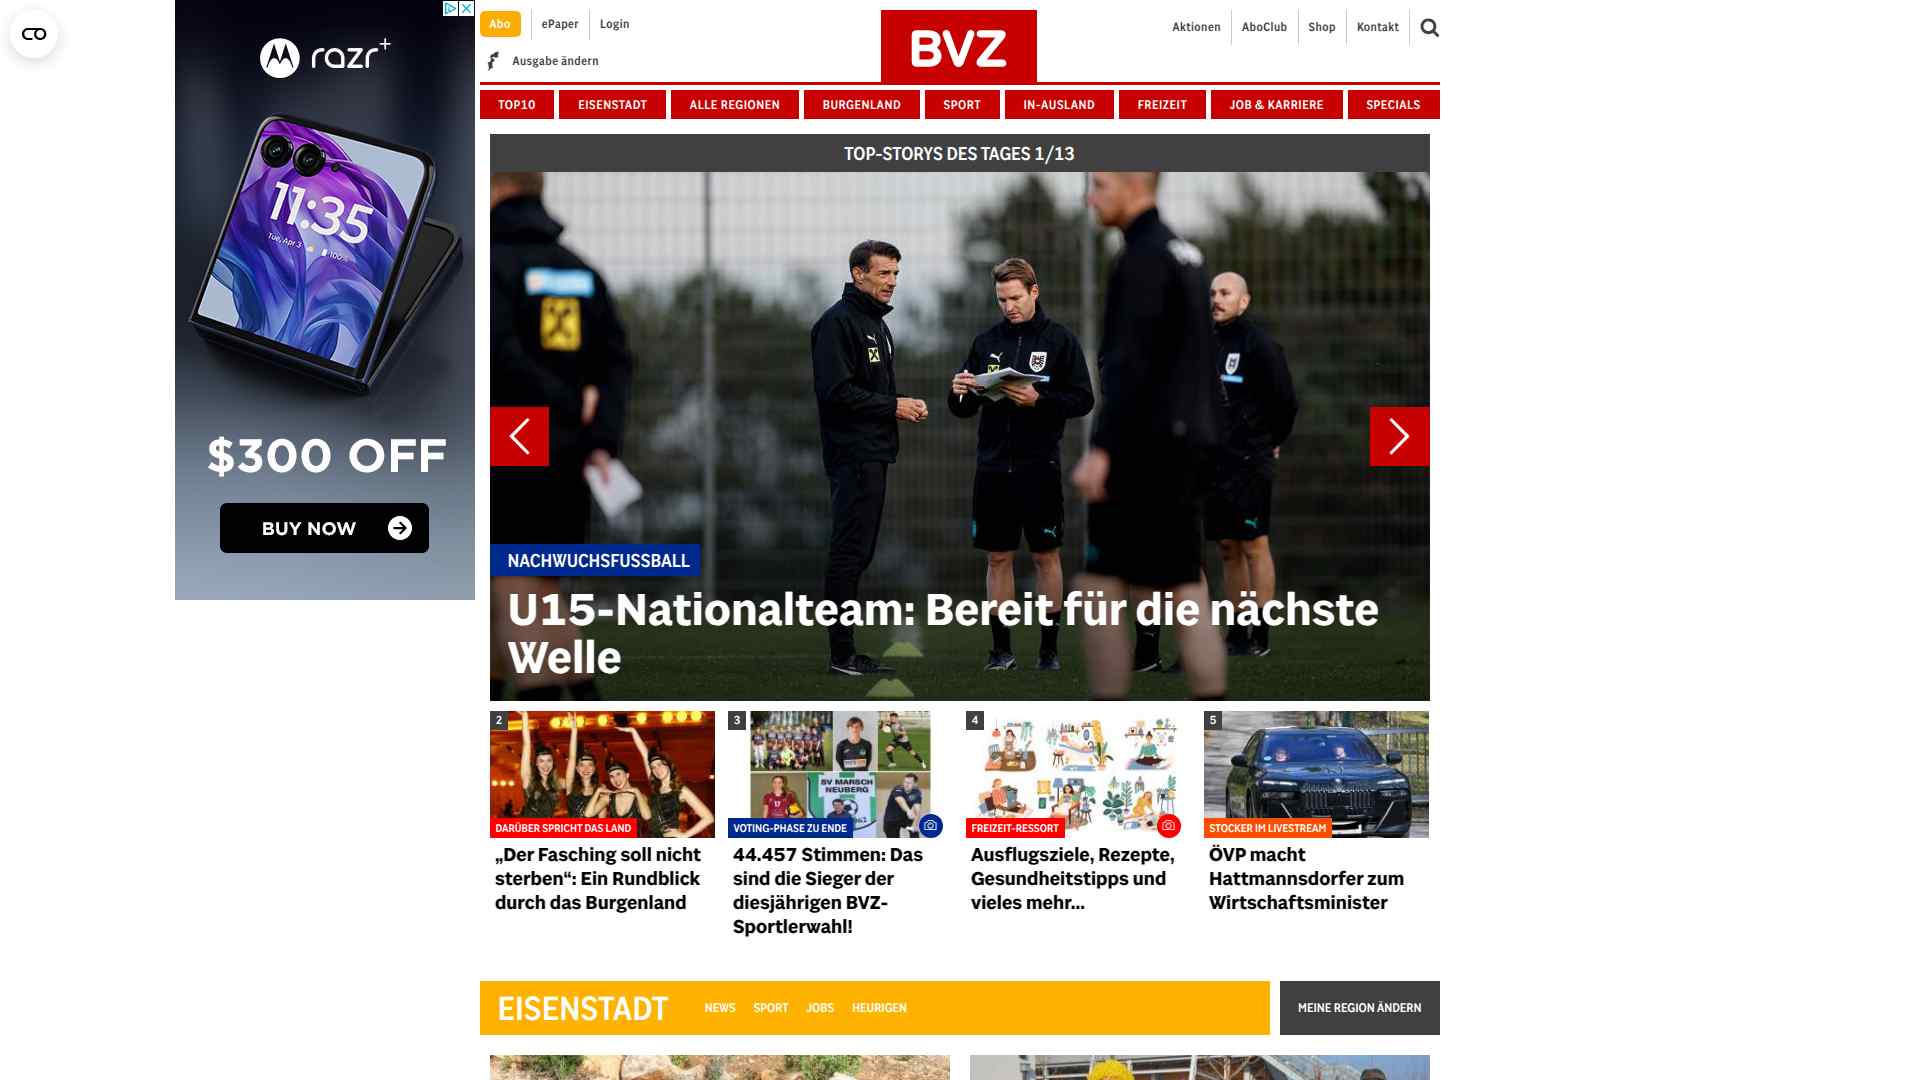 Abo
ePaper
Login
Ausgabe ändern
BVZ
Aktionen
AboClub
Shop
Kontakt
TOP10
EISENSTADT
ALLE REGIONEN
BURGENLAND
SPORT
IN-AUSLAND
FREIZEIT
JOB & KARRIERE
SPECIALS
razr+
11:35
Tue, Apr 3
100%
$300 OFF
BUY NOW
TOP-STORYS DES TAGES 1/13
NACHWUCHSFUSSBALL
U15-Nationalteam: Bereit für die nächste
Welle
2
DARÜBER SPRICHT DAS LAND
„Der Fasching soll nicht
sterben“: Ein Rundblick
durch das Burgenland
3
SV MARSCH
NEUBERG
VOTING-PHASE ZU ENDE
44.457 Stimmen: Das
sind die Sieger der
diesjährigen BVZ-
Sportlerwahl!
4
FREIZEIT-RESSORT
Ausflugsziele, Rezepte,
Gesundheitstipps und
vieles mehr...
5
STOCKER IM LIVESTREAM
ÖVP macht
Hattmannsdorfer zum
Wirtschaftsminister
EISENSTADT
NEWS
SPORT
JOBS
HEURIGEN
MEINE REGION ÄNDERN